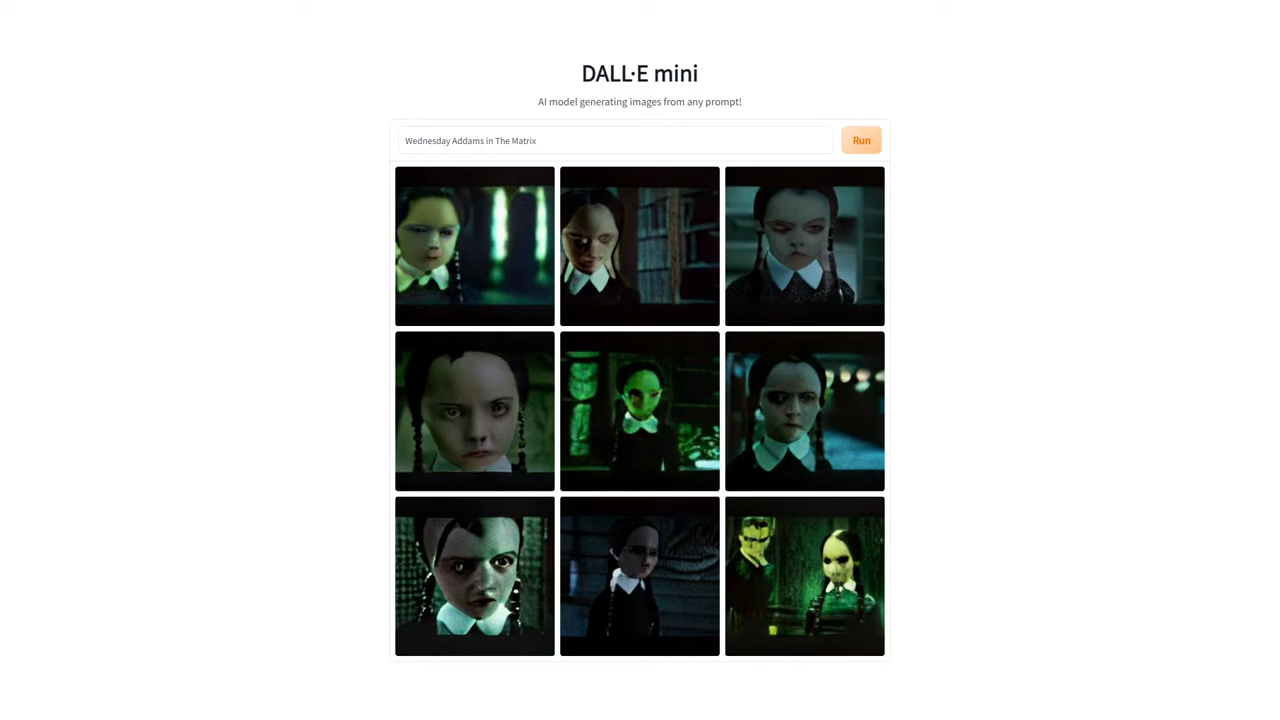 DALL·E mini
AI model generating images from any prompt!
Wednesday Addams in The Matrix
Run